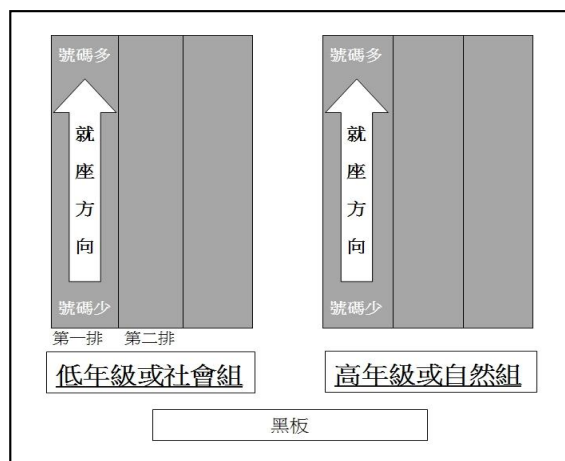 號碼多
就座方向
號碼少
第一排 第二排
低年級或社會組
號碼多
就座方向
號碼少
高年級或自然組
黑板